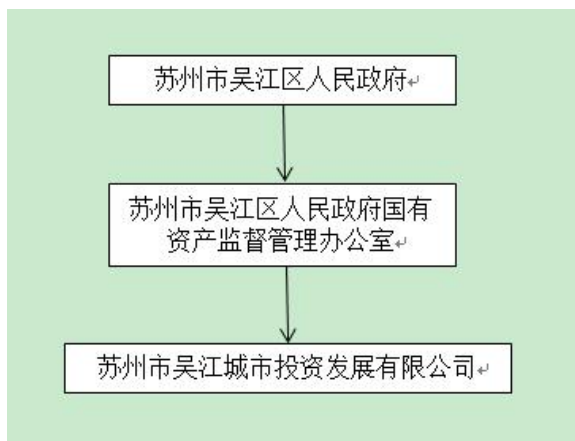 苏州市吴江区人民政府
苏州市吴江区人民政府国有
资产监督管理办公室
苏州市吴江城市投资发展有限公司